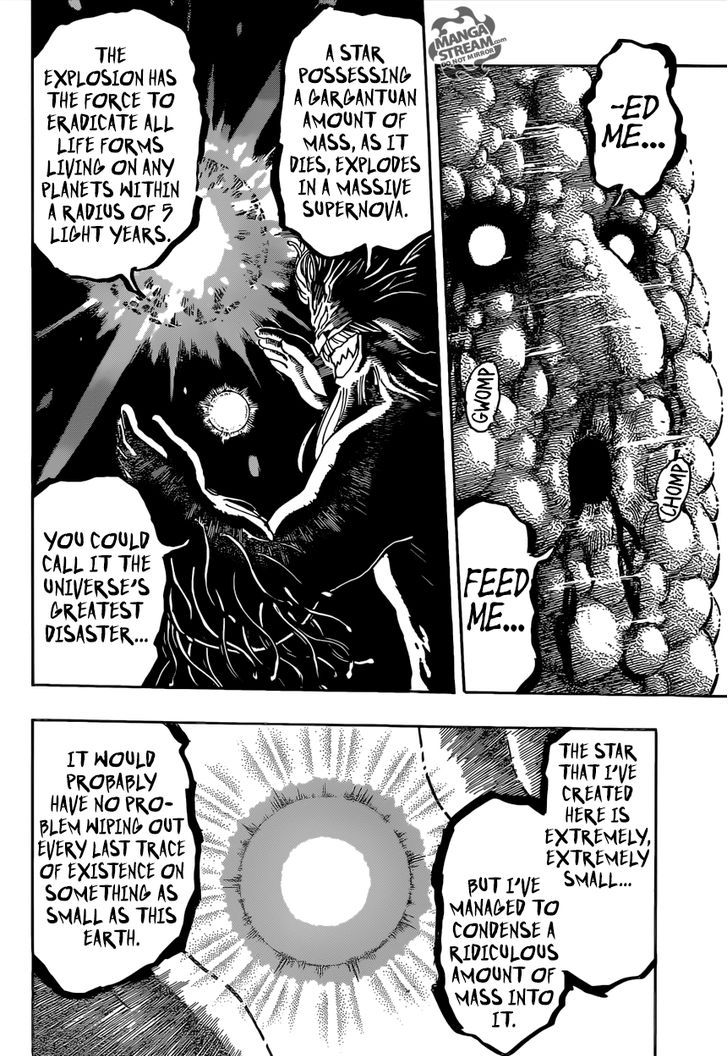 MANGA
STREAM.com
DO NOT MIRROR
~ED
ME...
GWOMP
CHOMP
FEED
ME...
A STAR
POSSESSING
A GARGANTUAN
AMOUNT OF
MASS, AS IT
DIES, EXPLODES
IN A MASSIVE
SUPERNOVA.
THE
EXPLOSION HAS
THE FORCE TO
ERADICATE ALL
LIFE FORMS
LIVING ON ANY
PLANETS WITHIN
A RADIUS OF 5
LIGHT YEARS.
YOU COULD
CALL IT THE
UNIVERSE'S
GREATEST
DISASTER...
THE STAR
THAT I'VE
CREATED
HERE IS
EXTREMELY,
EXTREMELY
SMALL...
BUT I'VE
MANAGED TO
CONDENSE A
RIDICULOUS
AMOUNT OF
MASS INTO
IT.
IT WOULD
PROBABLY
HAVE NO PRO-
BLEM WIPING OUT
EVERY LAST TRACE
OF EXISTENCE ON
SOMETHING AS
SMALL AS THIS
EARTH.